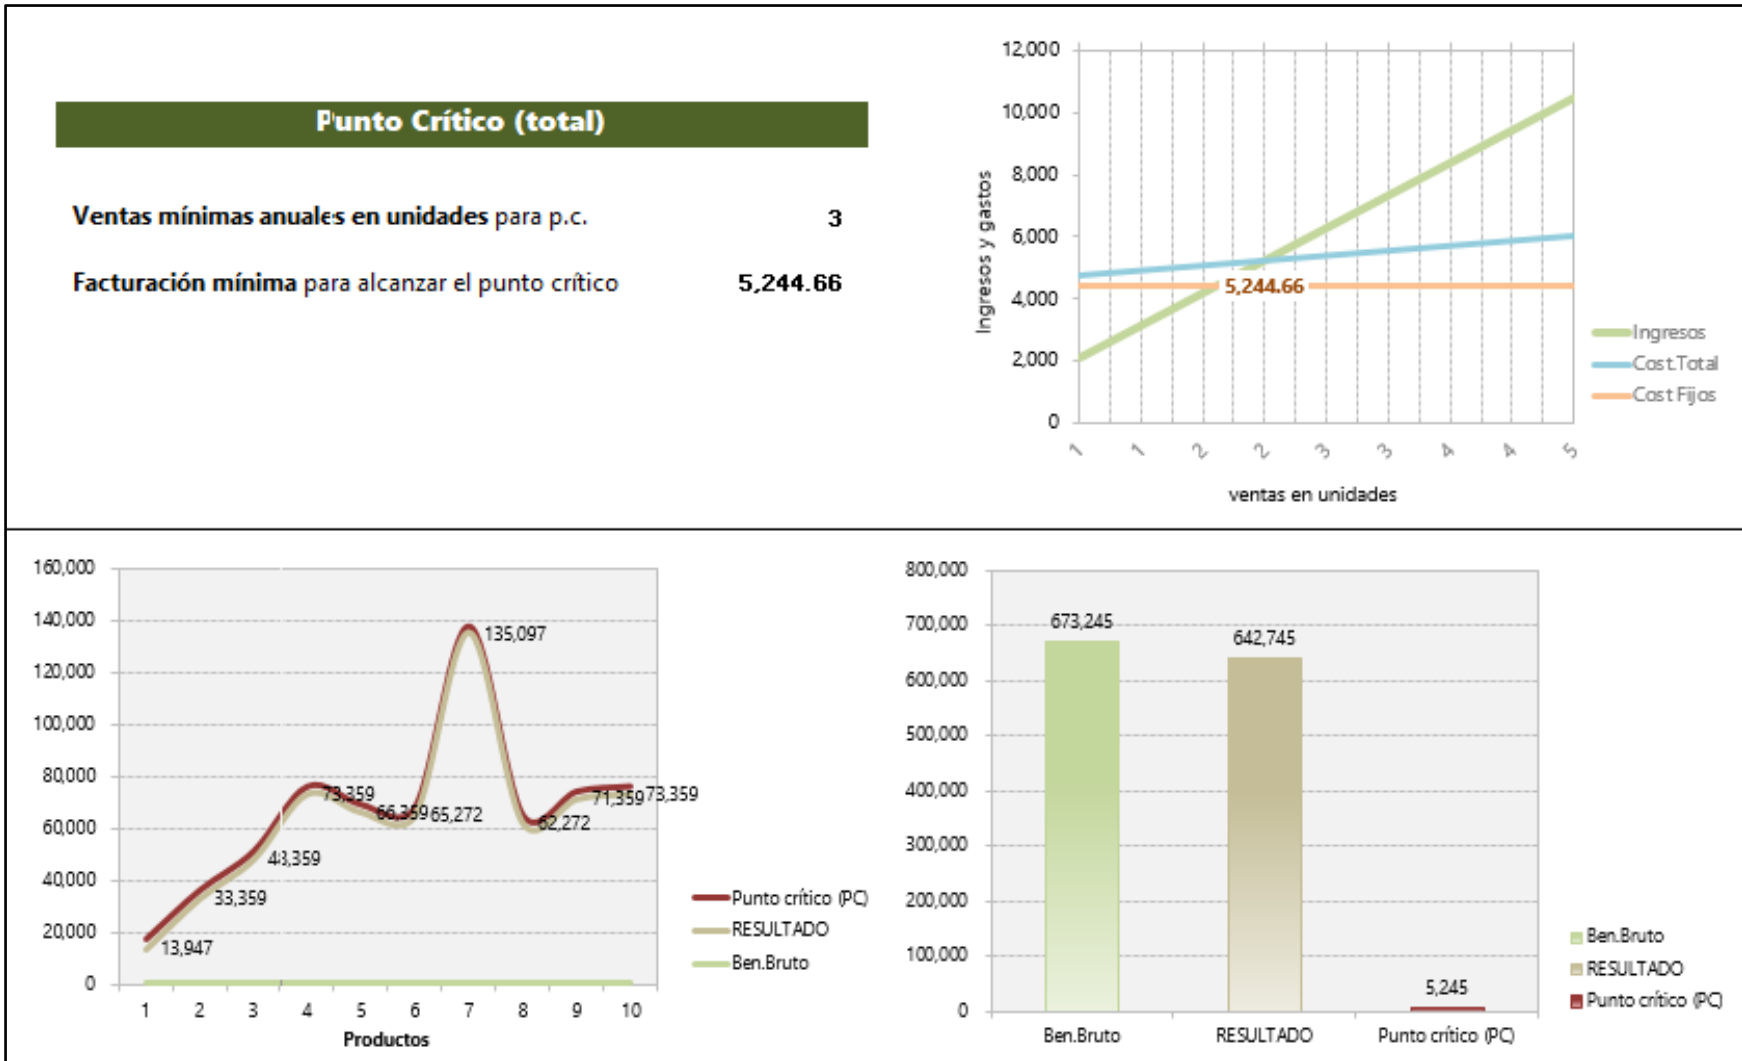 Punto Crítico (total)
Ventas mínimas anuales en unidades para p.c. 3
Facturación mínima para alcanzar el punto crítico 5,244.66
12,000
10,000
8,000
6,000
4,000
2,000
0
Ingresos y gastos
5,244.66
1 1 2 2 3 3 4 4 5
ventas en unidades
Ingresos
Cost.Total
Cost Fijos
160,000
140,000
120,000
100,000
80,000
60,000
40,000
20,000
0
13,947
33,359
48,359
73,359
66,359
65,272
135,097
62,272
71,359
73,359
1 2 3 4 5 6 7 8 9 10
Productos
Punto crítico (PC)
RESULTADO
Ben.Bruto
800,000
700,000
600,000
500,000
400,000
300,000
200,000
100,000
0
673,245
642,745
5,245
Ben.Bruto RESULTADO Punto crítico (PC)
Ben.Bruto
RESULTADO
Punto crítico (PC)